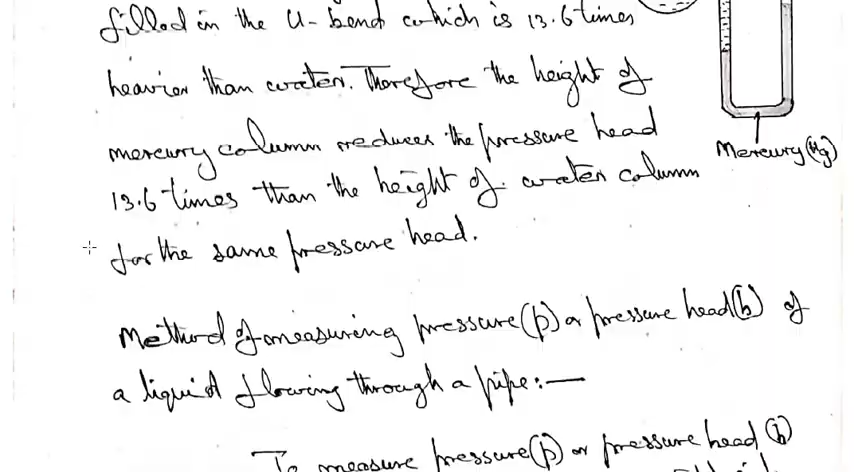 filled in the U-bend which is 13.6 times
heavier than water. Therefore the height of
mercury column reduces the pressure head
Mercury (Hg)
13.6 times than the height of water column
for the same pressure head.
Method of measuring pressure (p) or pressure head (h) of
a liquid flowing through a pipe:—
To measure pressure (p) or pressure head (h)